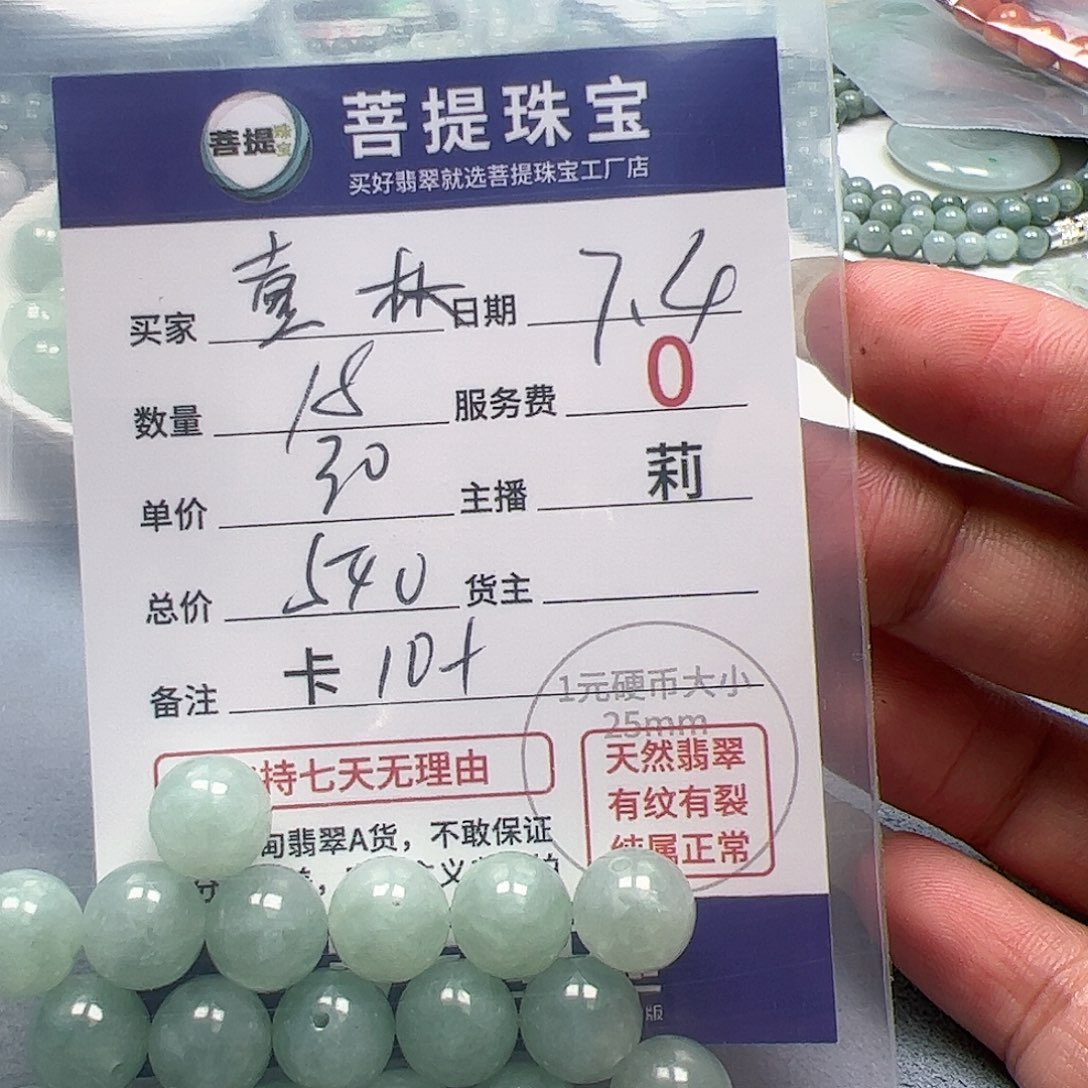 菩提珠宝
菩提珠宝
买好翡翠就选菩提珠宝工厂店
买家 林 日期 7.4
数量 18 服务费 0
单价 30 主播 莉
总价 540 货主
备注 卡 10+
1元硬币大小
25mm
持七天无理由
天然翡翠
有纹有裂
纯属正常
甸翡翠A货，不敢保证
版